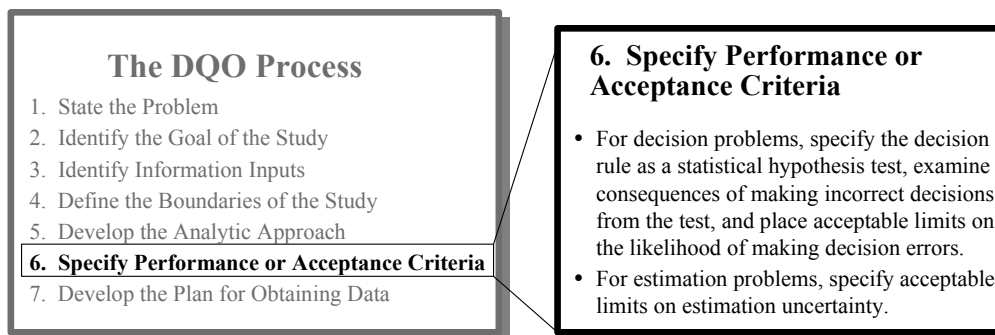 The DQO Process
1. State the Problem
2. Identify the Goal of the Study
3. Identify Information Inputs
4. Define the Boundaries of the Study
5. Develop the Analytic Approach
6. Specify Performance or Acceptance Criteria
7. Develop the Plan for Obtaining Data
6. Specify Performance or
Acceptance Criteria
• For decision problems, specify the decision
rule as a statistical hypothesis test, examine
consequences of making incorrect decisions
from the test, and place acceptable limits on
the likelihood of making decision errors.
• For estimation problems, specify acceptable
limits on estimation uncertainty.